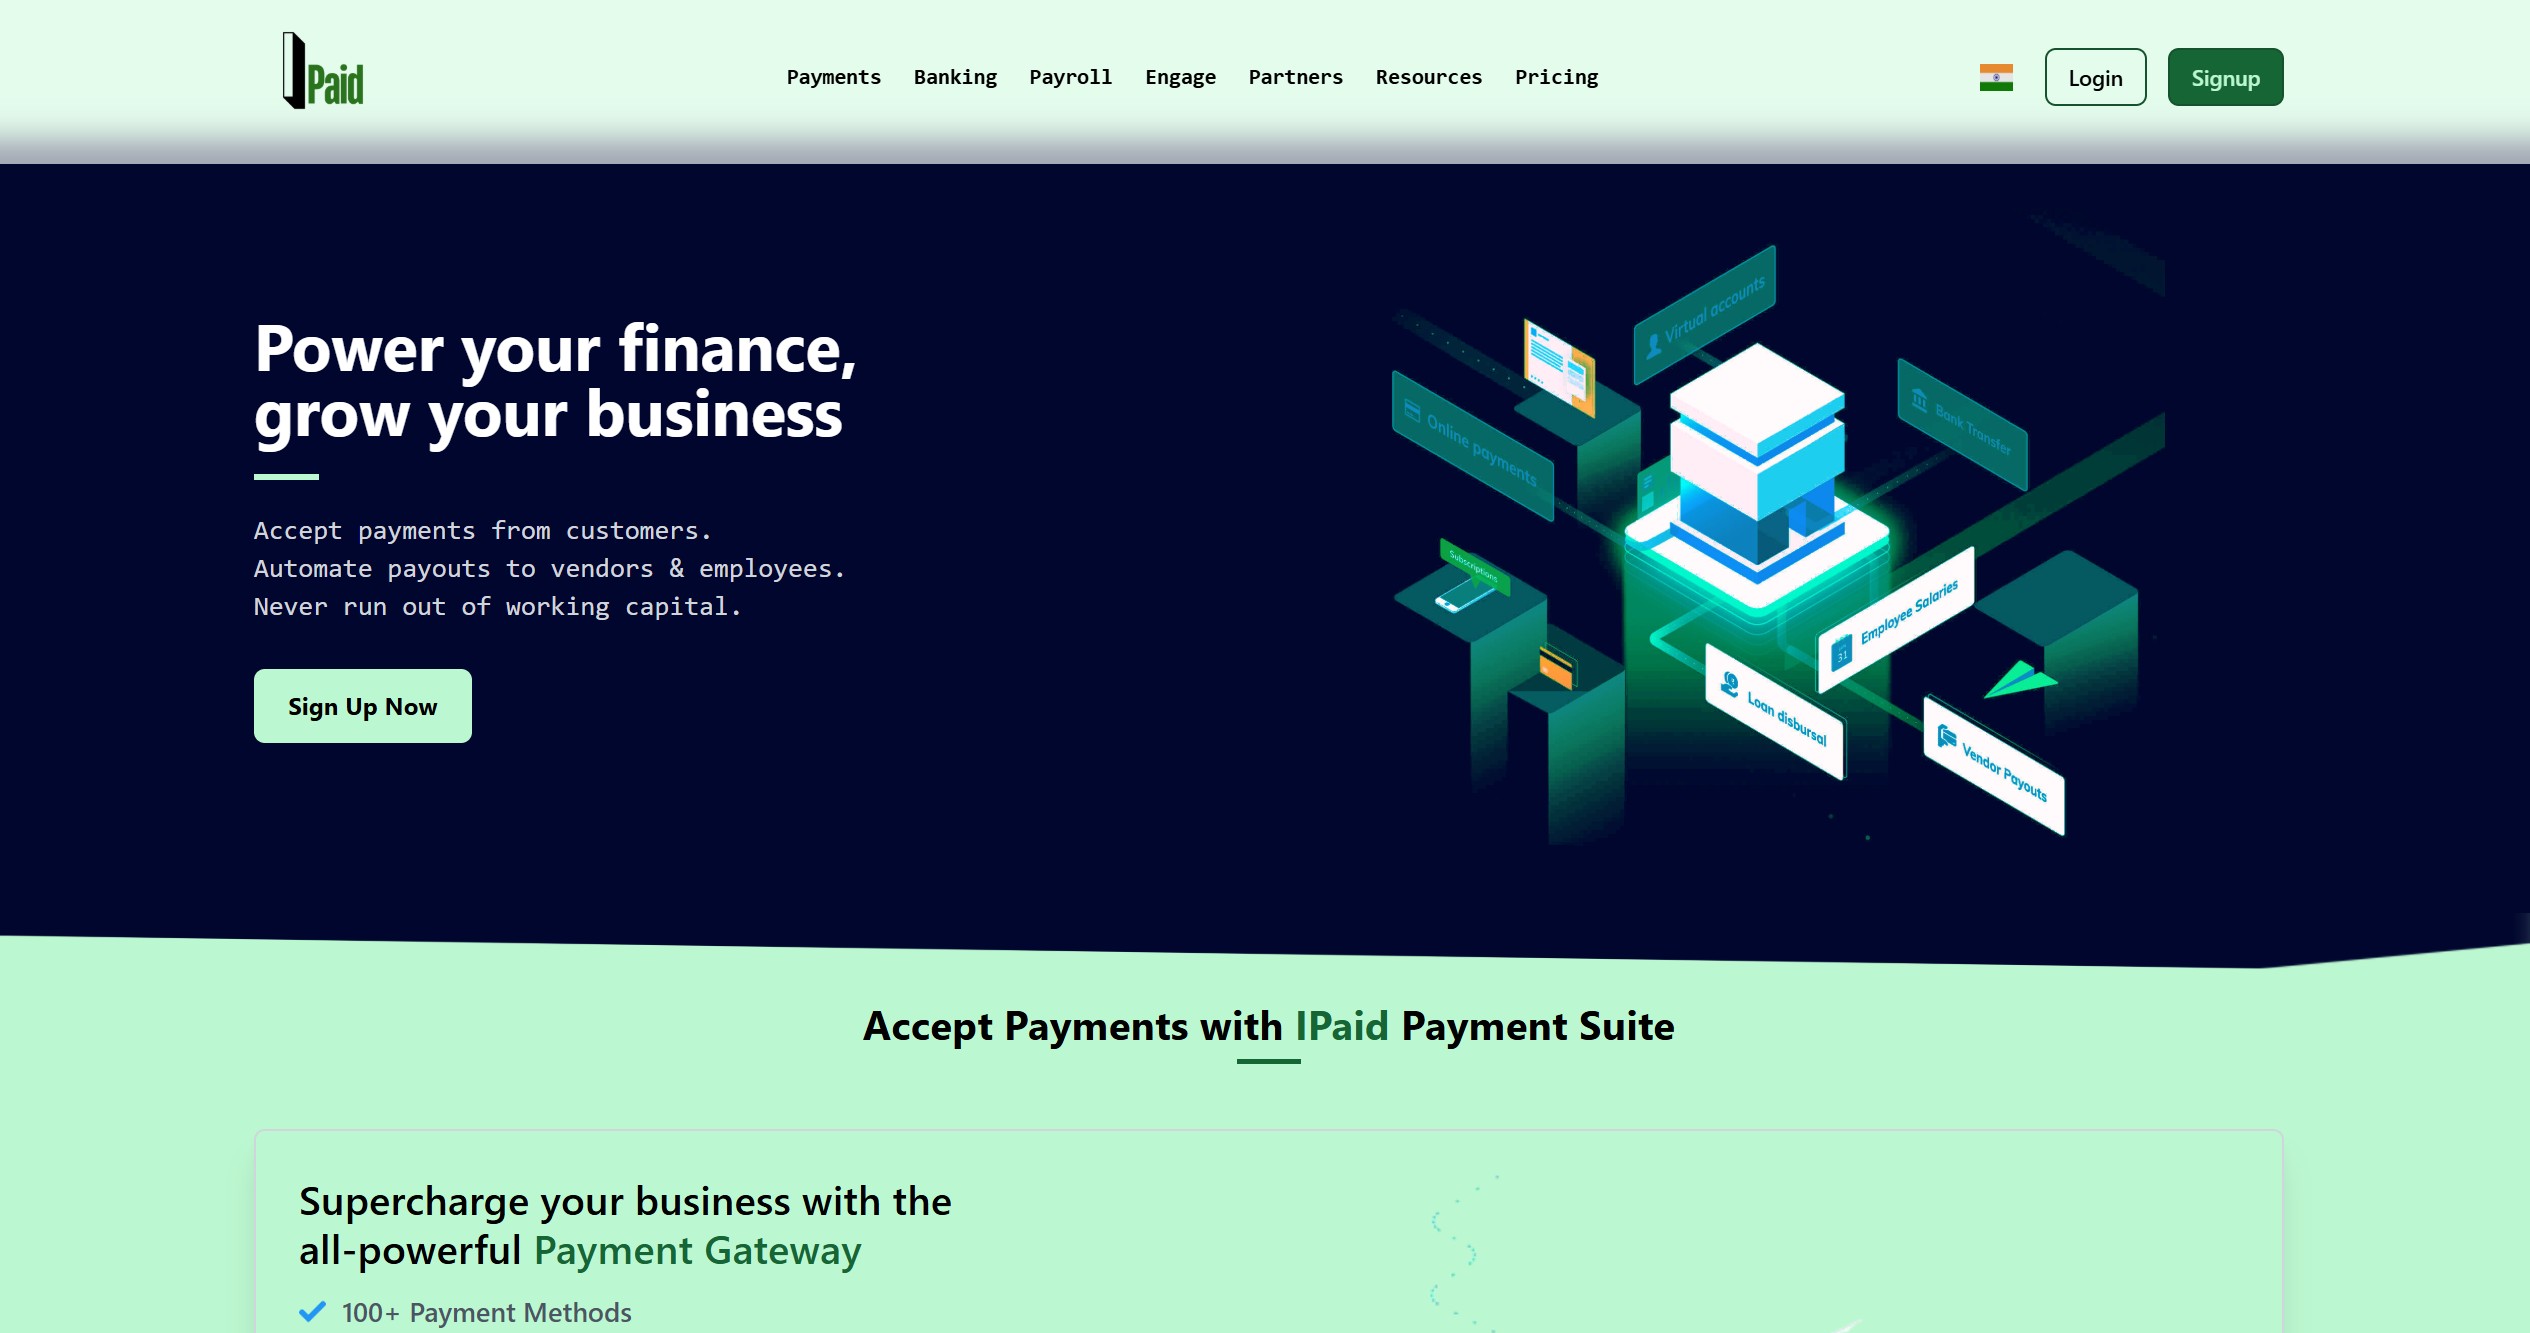 Paid
Payments Banking Payroll Engage Partners Resources Pricing
Login
Signup
Power your finance,
grow your business
Accept payments from customers.
Automate payouts to vendors & employees.
Never run out of working capital.
Sign Up Now
Virtual accounts
Online payments
Bank Transfer
Subscriptions
Employee Salaries
31
Loan disbursal
Vendor Payouts
Accept Payments with IPaid Payment Suite
Supercharge your business with the
all-powerful Payment Gateway
100+ Payment Methods